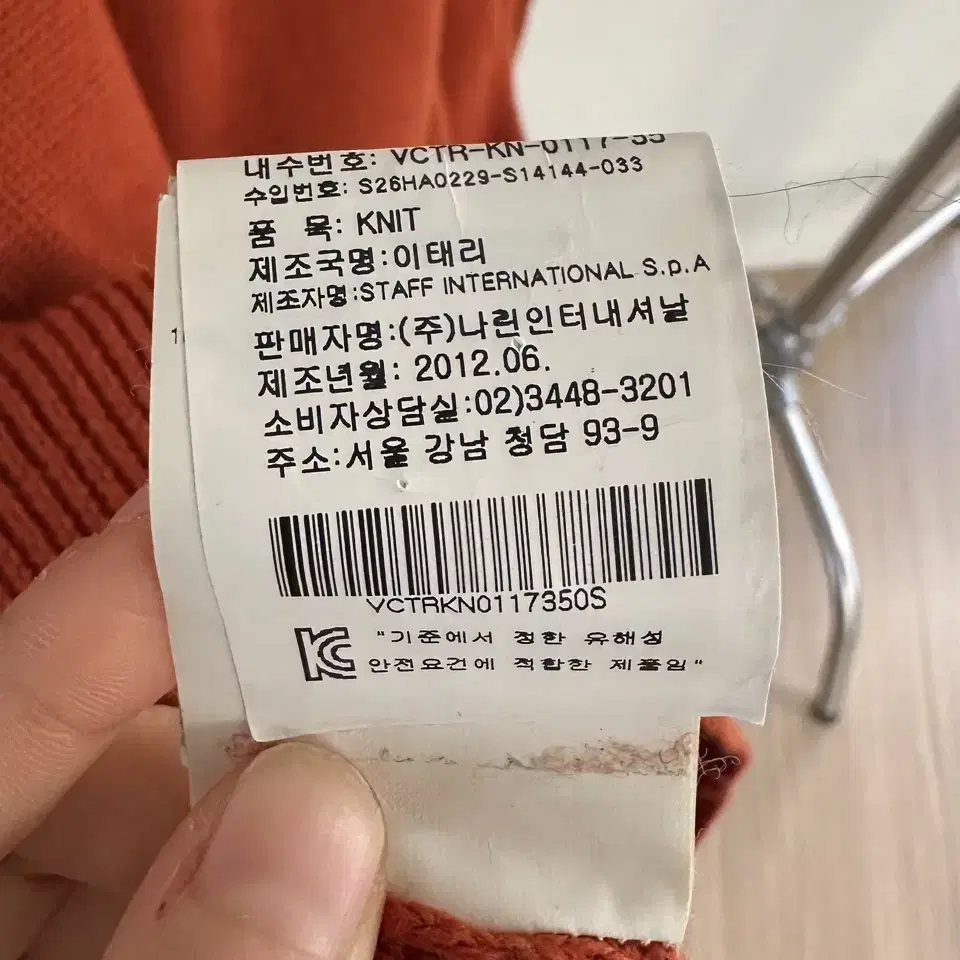 내수번호: VCTR-KN-0117-35
수입번호: S26HA0229-S14144-033
품 목: KNIT
제조국명:이태리
제조자명:STAFF INTERNATIONAL S.p.A
판매자명:(주)나린인터내셔날
제조년월: 2012.06.
소비자상담실:02)3448-3201
주소:서울 강남 청담 93-9
VCTRKN0117350S
"기준에서 정한 유해성
안전요건에 적합한 제품임"